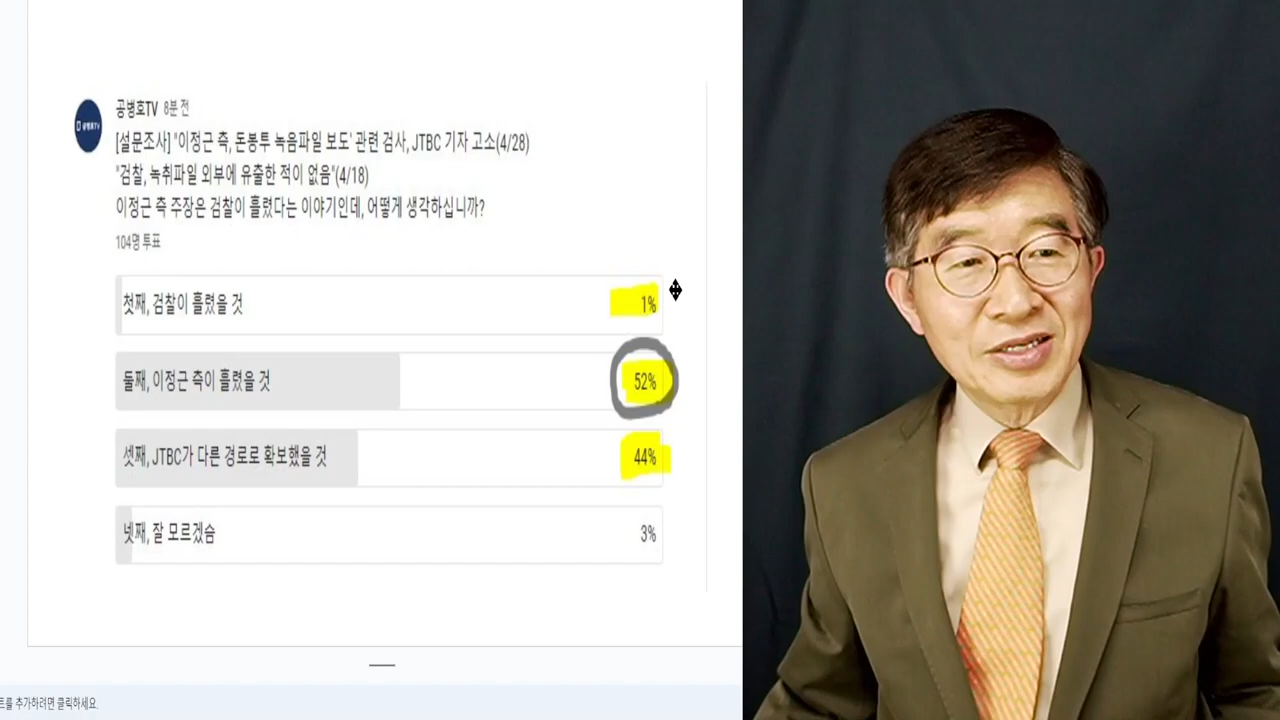 공병호TV 8분 전
공병호TV
[설문조사] "이정근 측, 돈봉투 녹음파일 보도' 관련 검사, JTBC 기자 고소(4/28)
"검찰, 녹취파일 외부에 유출한 적이 없음"(4/18)
이정근 측 주장은 검찰이 흘렸다는 이야기인데, 어떻게 생각하십니까?
104명 투표
첫째, 검찰이 흘렸을 것 1%
둘째, 이정근 측이 흘렸을 것 52%
셋째, JTBC가 다른 경로로 확보했을 것 44%
넷째, 잘 모르겠슴 3%
트를 추가하려면 클릭하세요.